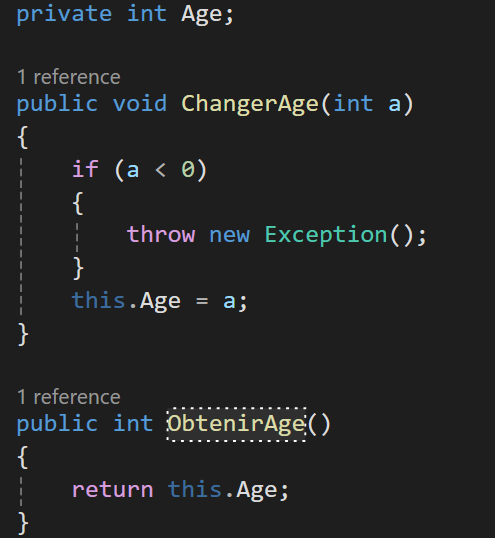 private int Age;
1 reference
public void ChangerAge(int a)
{
if (a < 0)
{
throw new Exception();
}
this.Age = a;
}
1 reference
public int ObtenirAge()
{
return this.Age;
}